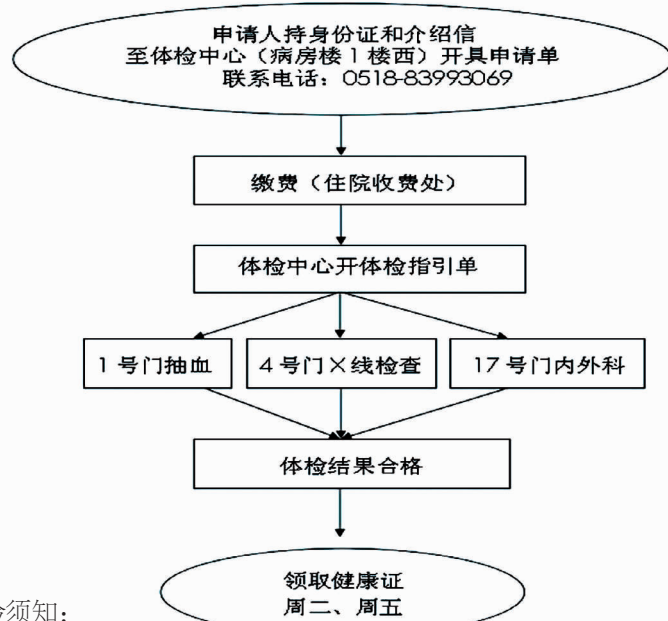 申请人持身份证和介绍信
至体检中心（病房楼1楼西）开具申请单
联系电话：0518-83993069
缴费（住院收费处）
体检中心开体检指引单
1号门抽血
4号门X线检查
17号门内外科
体检结果合格
领取健康证
周二、周五
须知：